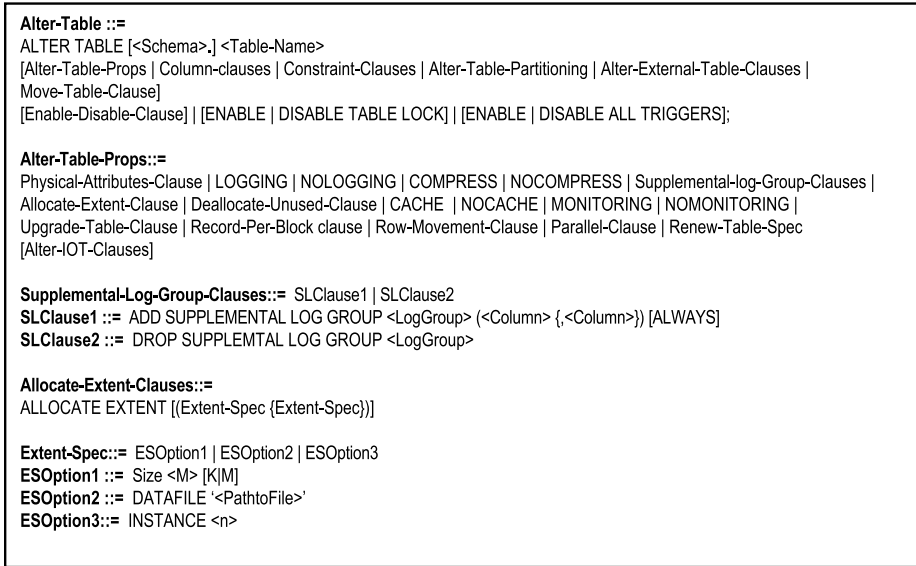 Alter-Table ::=
ALTER TABLE [<Schema>.] <Table-Name>
[Alter-Table-Props | Column-clauses | Constraint-Clauses | Alter-Table-Partitioning | Alter-External-Table-Clauses |
Move-Table-Clause]
[Enable-Disable-Clause] | [ENABLE | DISABLE TABLE LOCK] | [ENABLE | DISABLE ALL TRIGGERS];
Alter-Table-Props::=
Physical-Attributes-Clause | LOGGING | NOLOGGING | COMPRESS | NOCOMPRESS | Supplemental-log-Group-Clauses |
Allocate-Extent-Clause | Deallocate-Unused-Clause | CACHE | NOCACHE | MONITORING | NOMONITORING |
Upgrade-Table-Clause | Record-Per-Block clause | Row-Movement-Clause | Parallel-Clause | Renew-Table-Spec
[Alter-IOT-Clauses]
Supplemental-Log-Group-Clauses::= SLClause1 | SLClause2
SLClause1 ::= ADD SUPPLEMENTAL LOG GROUP <LogGroup> (<Column> {,<Column>}) [ALWAYS]
SLClause2 ::= DROP SUPPLEMTAL LOG GROUP <LogGroup>
Allocate-Extent-Clauses::=
ALLOCATE EXTENT [(Extent-Spec {Extent-Spec})]
Extent-Spec::= ESOption1 | ESOption2 | ESOption3
ESOption1 ::= Size <M> [K|M]
ESOption2 ::= DATAFILE ‘<PathtoFile>’
ESOption3::= INSTANCE <n>